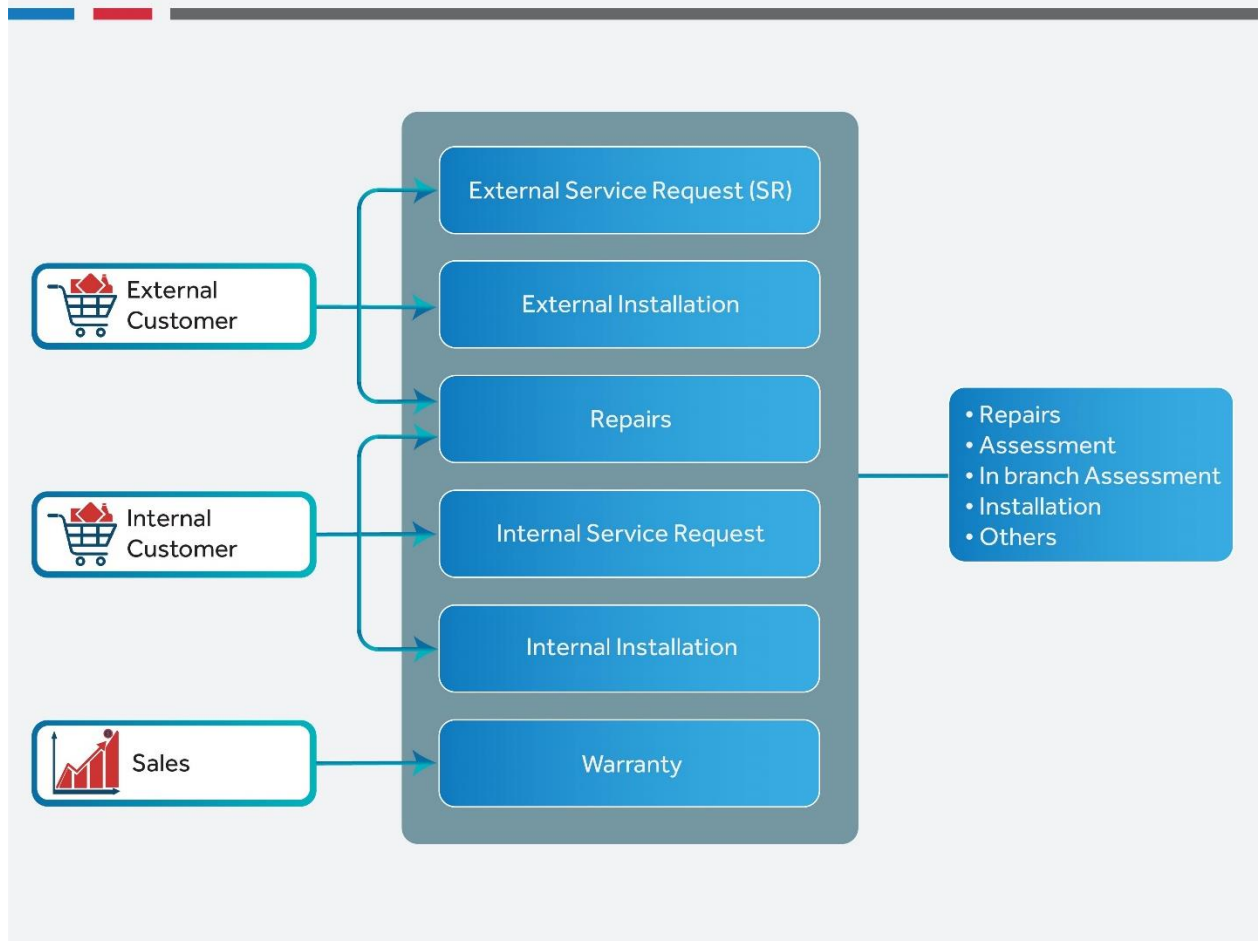 External Service Request (SR)
External
Customer
External Installation
Repairs
Internal
Customer
Internal Service Request
Internal Installation
Sales
Warranty
• Repairs
• Assessment
• In branch Assessment
• Installation
• Others